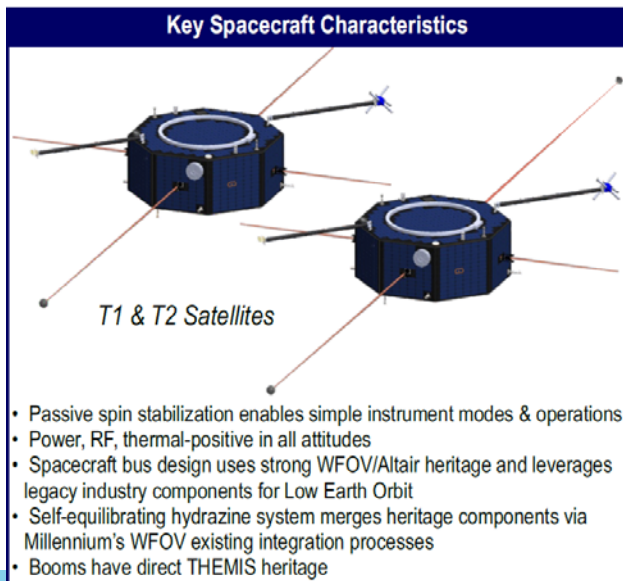 Key Spacecraft Characteristics
T1 & T2 Satellites
• Passive spin stabilization enables simple instrument modes & operations
• Power, RF, thermal-positive in all attitudes
• Spacecraft bus design uses strong WFOV/Altair heritage and leverages
legacy industry components for Low Earth Orbit
• Self-equilibrating hydrazine system merges heritage components via
Millennium's WFOV existing integration processes
• Booms have direct THEMIS heritage